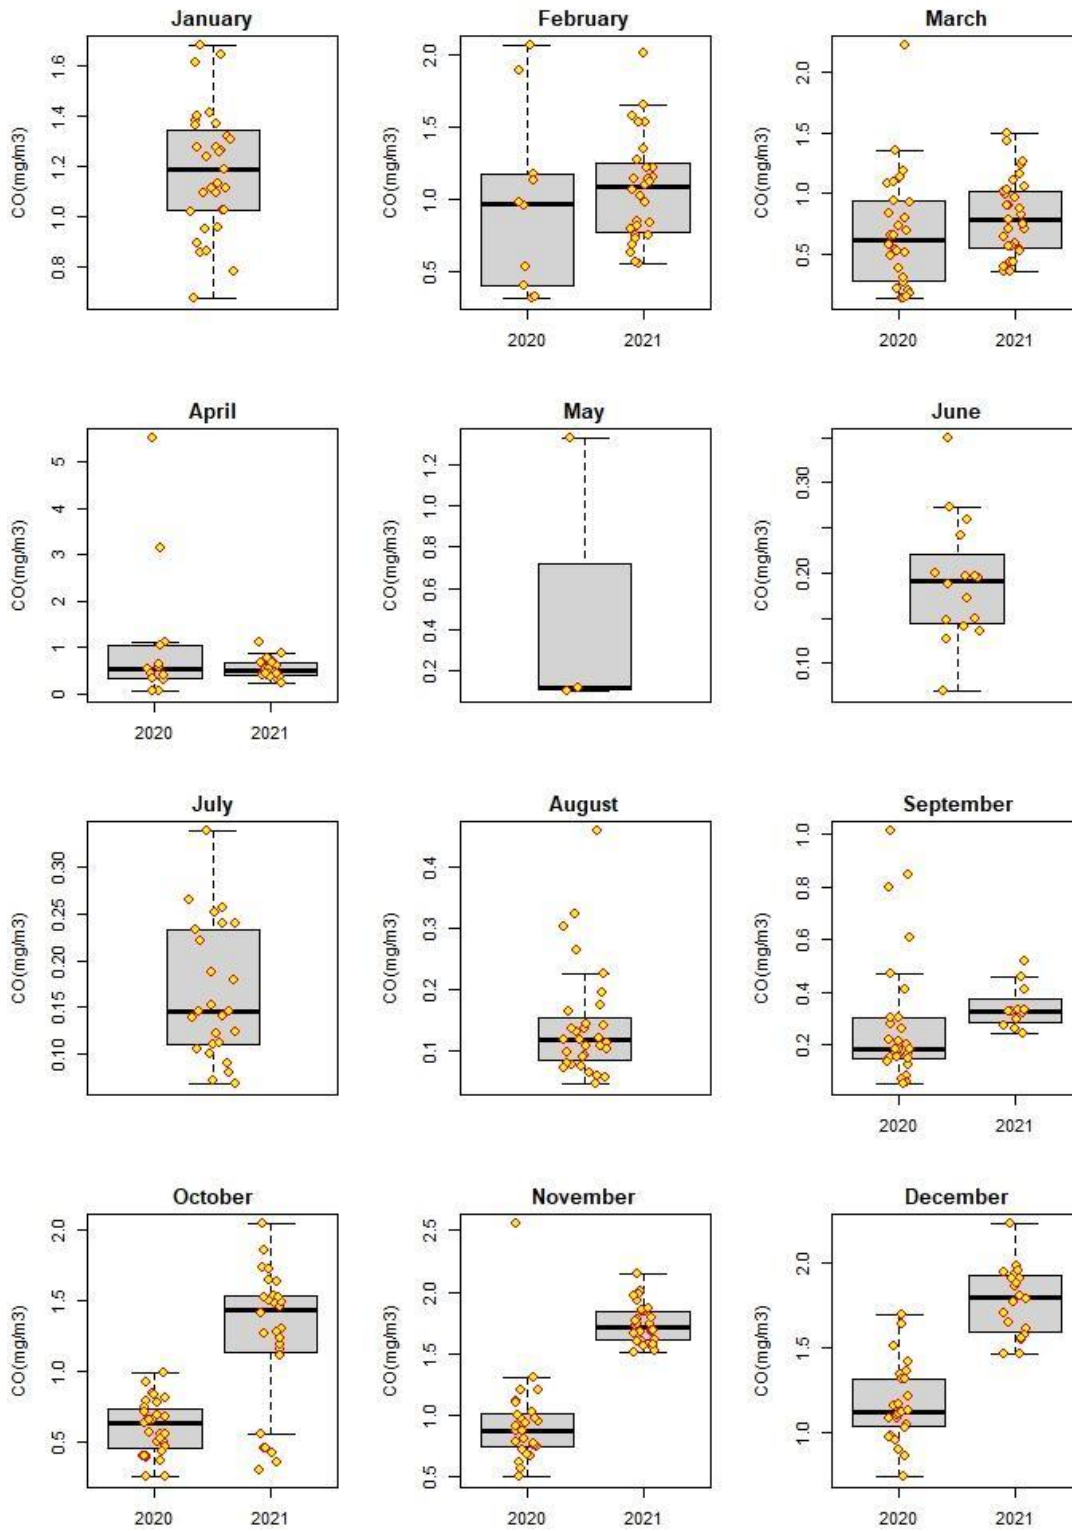 January February March
CO(mg/m3) CO(mg/m3) CO(mg/m3)
1.6 2.0 2.0
1.4 1.5 1.5
1.2 1.0 1.0
1.0 0.5 0.5
0.8
2020 2021 2020 2021
April May June
CO(mg/m3) CO(mg/m3) CO(mg/m3)
5 1.2 0.30
4 1.0 0.20
3 0.8 0.10
2 0.6
1 0.4
0 0.2
2020 2021
July August September
CO(mg/m3) CO(mg/m3) CO(mg/m3)
0.30 0.4 1.0
0.25 0.3 0.8
0.20 0.2 0.6
0.15 0.1 0.4
0.10 0.2
2020 2021
October November December
CO(mg/m3) CO(mg/m3) CO(mg/m3)
2.0 2.5 2.0
1.5 2.0 1.5
1.0 1.5 1.0
0.5 1.0
0.5
2020 2021 2020 2021 2020 2021